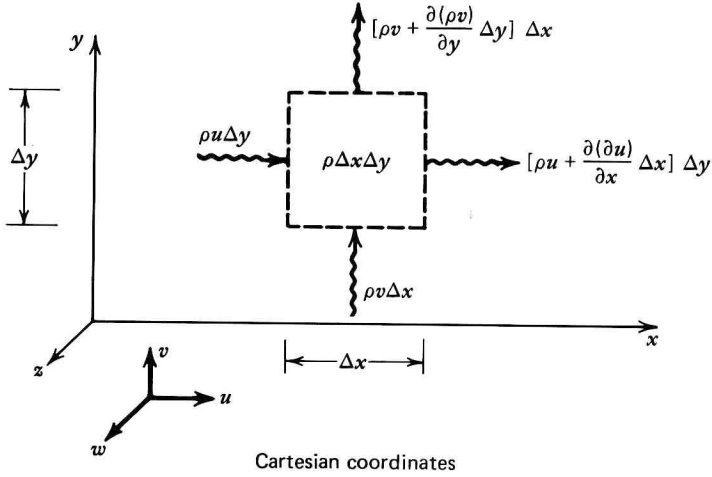 y
[ρv + ∂(ρv)/∂y Δy] Δx
Δy
ρuΔy
ρΔxΔy
[ρu + ∂(∂u)/∂x Δx] Δy
ρvΔx
x
z
Δx
v
u
w
Cartesian coordinates